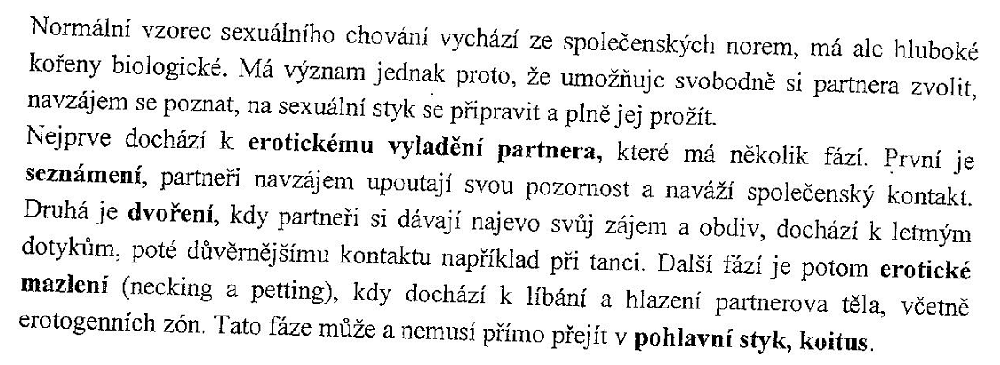 Normální vzorec sexuálního chování vychází ze společenských norem, má ale hluboké
kořeny biologické. Má význam jednak proto, že umožňuje svobodně si partnera zvolit,
navzájem se poznat, na sexuální styk se připravit a plně jej prožít.
Nejprve dochází k erotickému vyladění partnera, které má několik fází. První je
seznámení, partneři navzájem upoutají svou pozornost a naváží společenský kontakt.
Druhá je dvoření, kdy partneři si dávají najevo svůj zájem a obdiv, dochází k letmým
dotykům, poté důvěrnějšímu kontaktu například při tanci. Další fází je potom erotické
mazlení (necking a petting), kdy dochází k líbání a hlazení partnerova těla, včetně
erotogenních zón. Tato fáze může a nemusí přímo přejít v pohlavní styk, koitus.